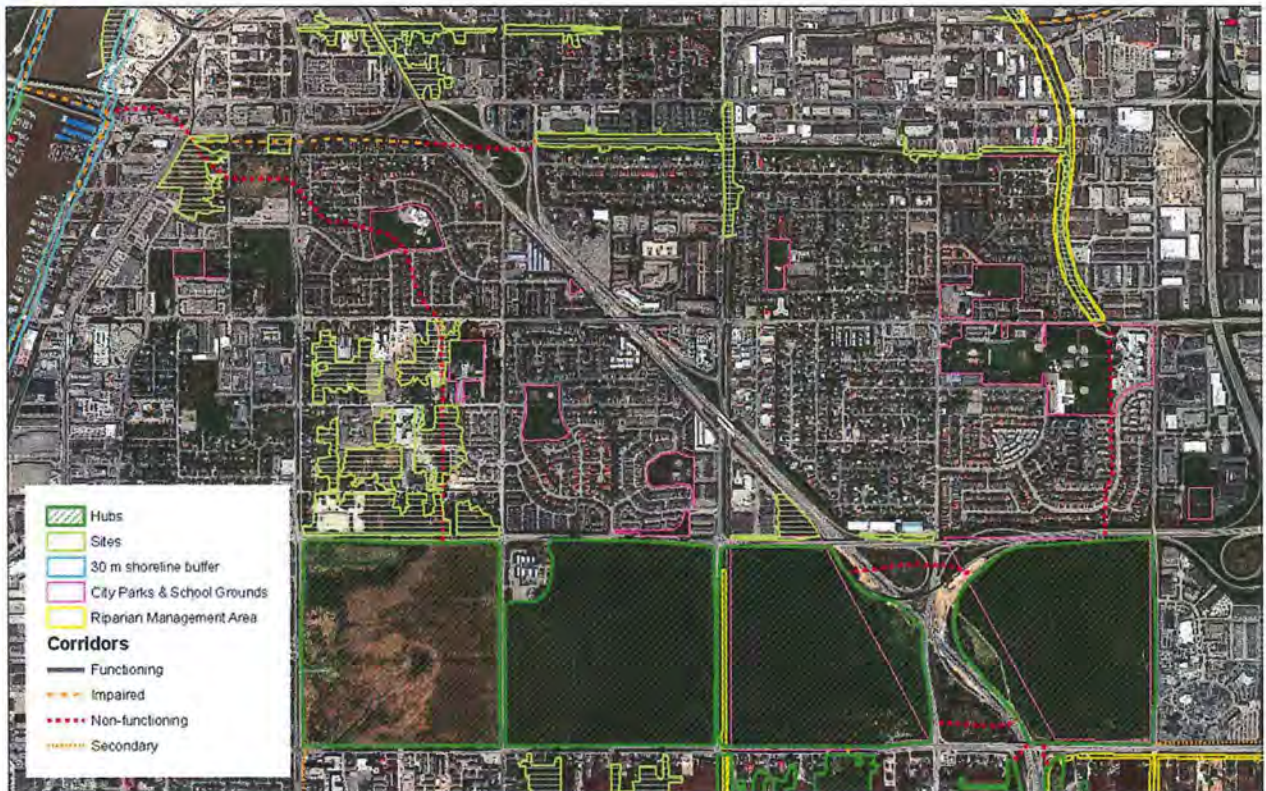 Hubs
Sites
30 m shoreline buffer
City Parks & School Grounds
Riparian Management Area
Corridors
Functioning
Impaired
Non-functioning
Secondary